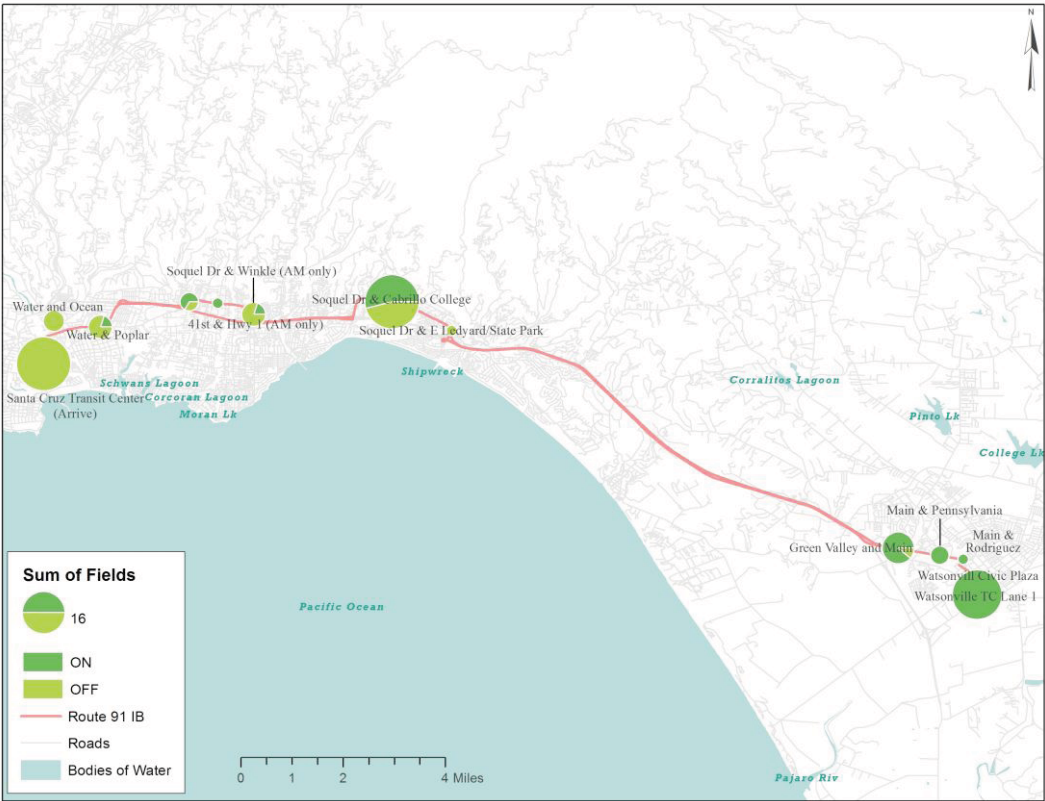 N
Soquel Dr & Winkle (AM only)
Water and Ocean
Soquel Dr & Cabrillo College
41st & Hwy 1 (AM only)
Water & Poplar
Soquel Dr & E Ledyard/State Park
Shipwreck
Schwans Lagoon
Corcoran Lagoon
Moran Lk
Santa Cruz Transit Center
(Arrive)
Corralitos Lagoon
Pinto Lk
College Lk
Main & Pennsylvania
Main &
Rodriguez
Green Valley and Main
Watsonvill Civic Plaza
Watsonville TC Lane 1
Pacific Ocean
Pajaro Riv
Sum of Fields
16
ON
OFF
Route 91 IB
Roads
Bodies of Water
0 1 2 4 Miles